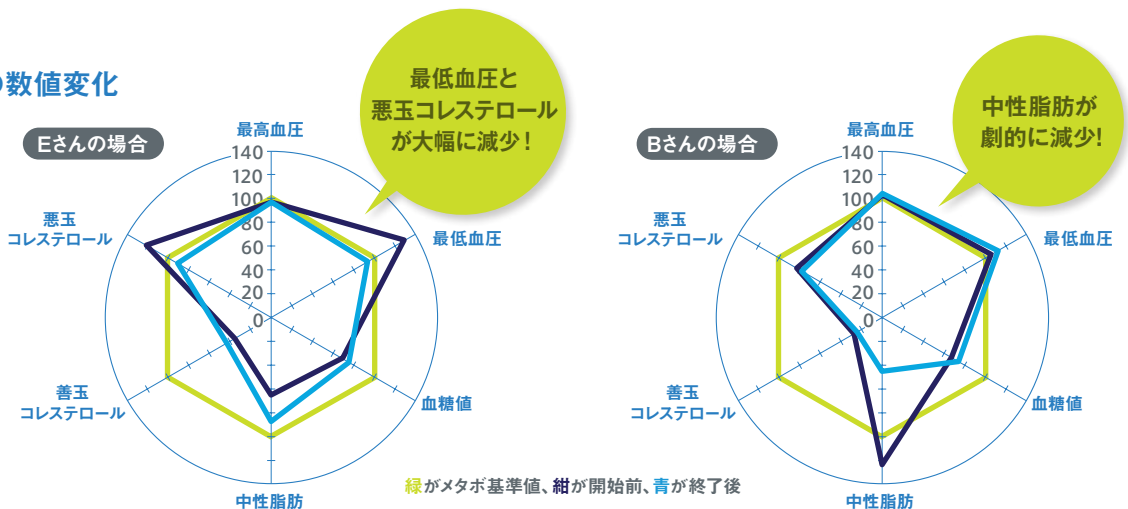 の数値変化
Eさんの場合
最低血圧と
悪玉コレステロール
が大幅に減少！
最高血圧
140
120
100
80
60
40
20
0
最低血圧
血糖値
中性脂肪
善玉
コレステロール
悪玉
コレステロール
Bさんの場合
中性脂肪が
劇的に減少!
最高血圧
140
120
100
80
60
40
20
0
最低血圧
血糖値
中性脂肪
善玉
コレステロール
悪玉
コレステロール
緑がメタボ基準値、紺が開始前、青が終了後